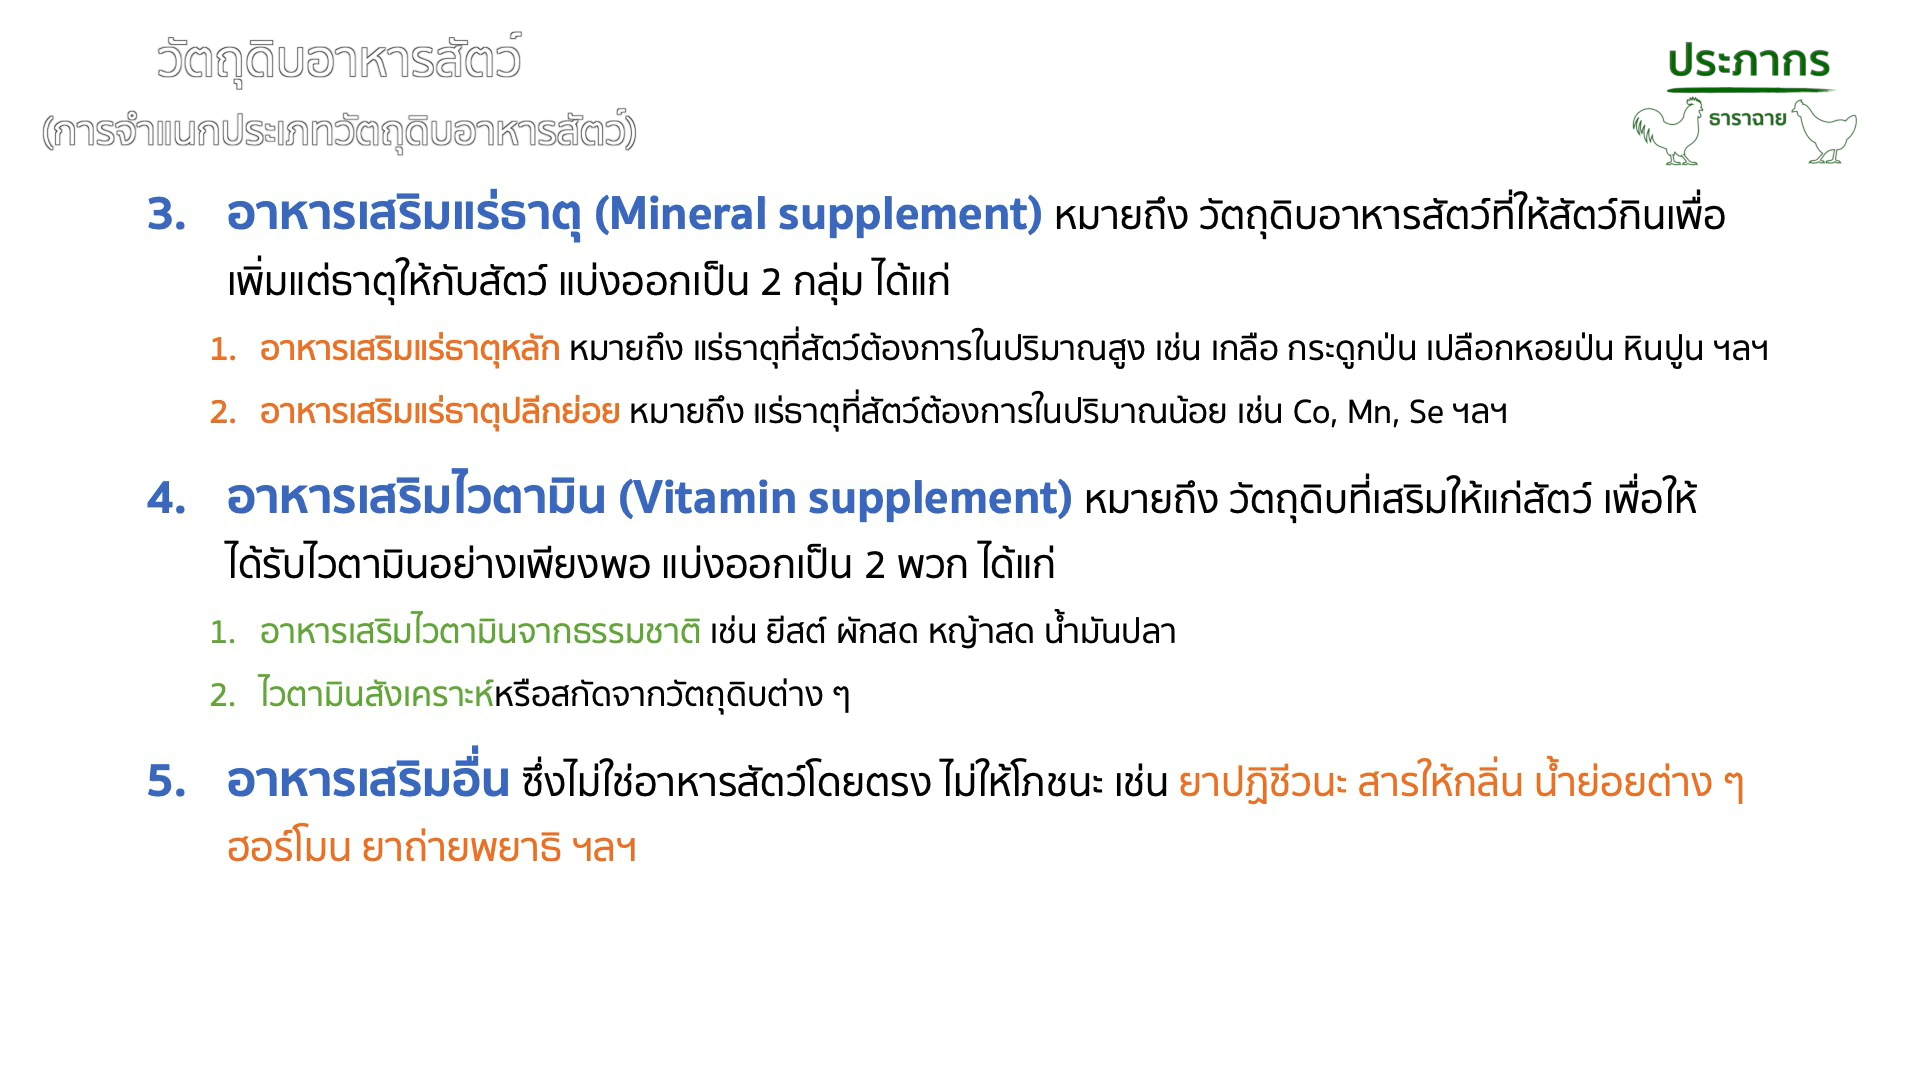 วัตถุดิบอาหารสัตว์
(การจำแนกประเภทวัตถุดิบอาหารสัตว์)
ประภากร
ธาราฉาย
3. อาหารเสริมแร่ธาตุ (Mineral supplement) หมายถึง วัตถุดิบอาหารสัตว์ที่ให้สัตว์กินเพื่อ
เพิ่มแต่ธาตุให้กับสัตว์ แบ่งออกเป็น 2 กลุ่ม ได้แก่
1. อาหารเสริมแร่ธาตุหลัก หมายถึง แร่ธาตุที่สัตว์ต้องการในปริมาณสูง เช่น เกลือ กระดูกป่น เปลือกหอยป่น หินปูน ฯลฯ
2. อาหารเสริมแร่ธาตุปลีกย่อย หมายถึง แร่ธาตุที่สัตว์ต้องการในปริมาณน้อย เช่น Co, Mn, Se ฯลฯ
4. อาหารเสริมไวตามิน (Vitamin supplement) หมายถึง วัตถุดิบที่เสริมให้แก่สัตว์ เพื่อให้
ได้รับไวตามินอย่างเพียงพอ แบ่งออกเป็น 2 พวก ได้แก่
1. อาหารเสริมไวตามินจากธรรมชาติ เช่น ยีสต์ ผักสด หญ้าสด น้ำมันปลา
2. ไวตามินสังเคราะห์หรือสกัดจากวัตถุดิบต่าง ๆ
5. อาหารเสริมอื่น ซึ่งไม่ใช่อาหารสัตว์โดยตรง ไม่ให้โภชนะ เช่น ยาปฏิชีวนะ สารให้กลิ่น น้ำย่อยต่าง ๆ
ฮอร์โมน ยาถ่ายพยาธิ ฯลฯ